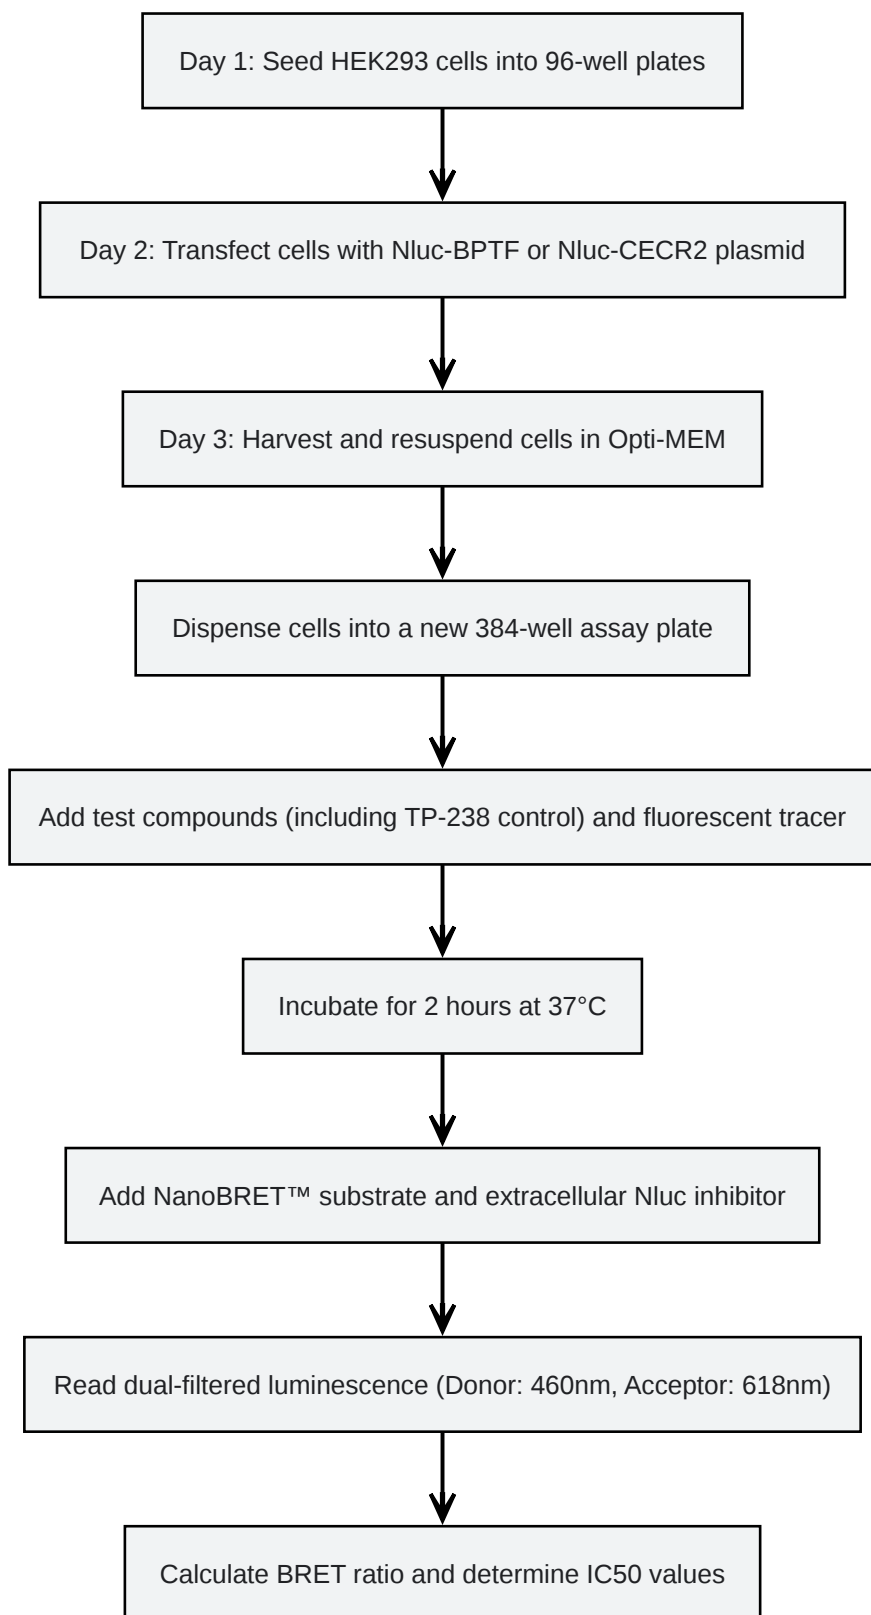 Day 1: Seed HEK293 cells into 96-well plates
Day 2: Transfect cells with Nluc-BPTF or Nluc-CECR2 plasmid
Day 3: Harvest and resuspend cells in Opti-MEM
Dispense cells into a new 384-well assay plate
Add test compounds (including TP-238 control) and fluorescent tracer
Incubate for 2 hours at 37°C
Add NanoBRET™ substrate and extracellular Nluc inhibitor
Read dual-filtered luminescence (Donor: 460nm, Acceptor: 618nm)
Calculate BRET ratio and determine IC50 values